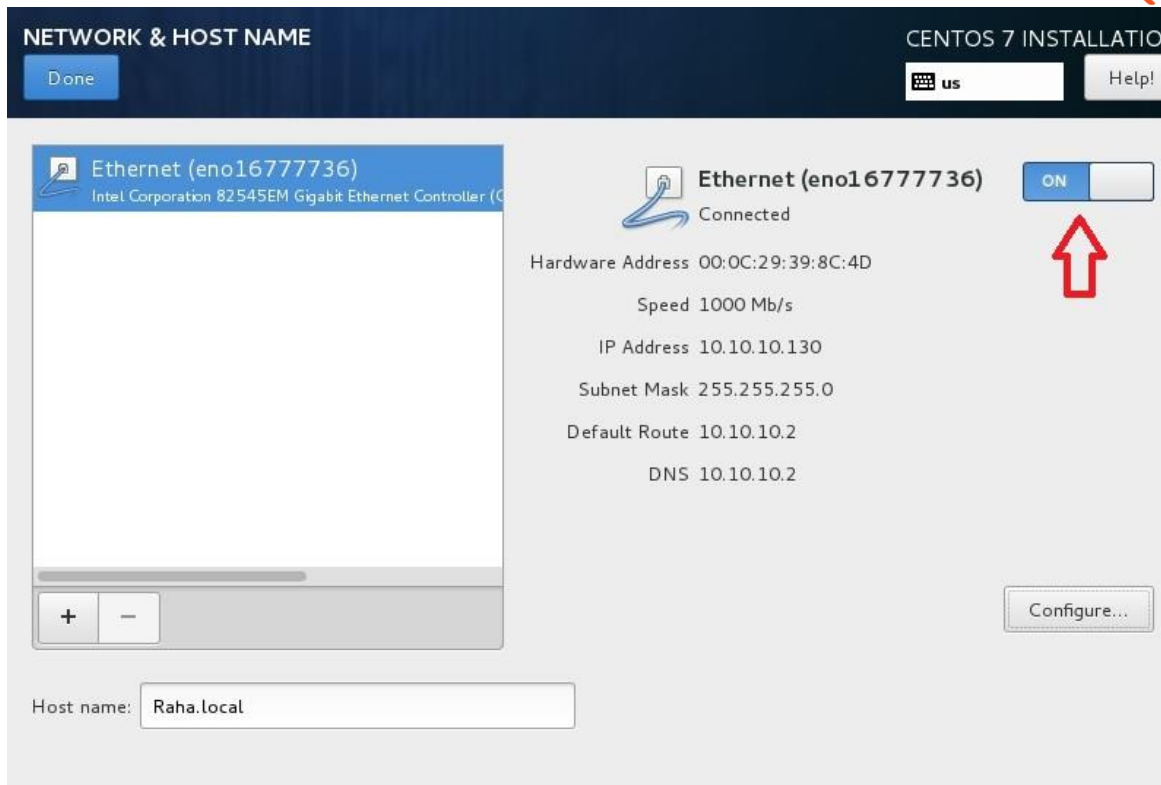 NETWORK & HOST NAME
CENTOS 7 INSTALLATIO
Done
us
Help!
Ethernet (eno16777736)
Intel Corporation 82545EM Gigabit Ethernet Controller (
Ethernet (eno16777736)
ON
Connected
Hardware Address 00:0C:29:39:8C:4D
Speed 1000 Mb/s
IP Address 10.10.10.130
Subnet Mask 255.255.255.0
Default Route 10.10.10.2
DNS 10.10.10.2
+ −
Configure...
Host name: Raha.local